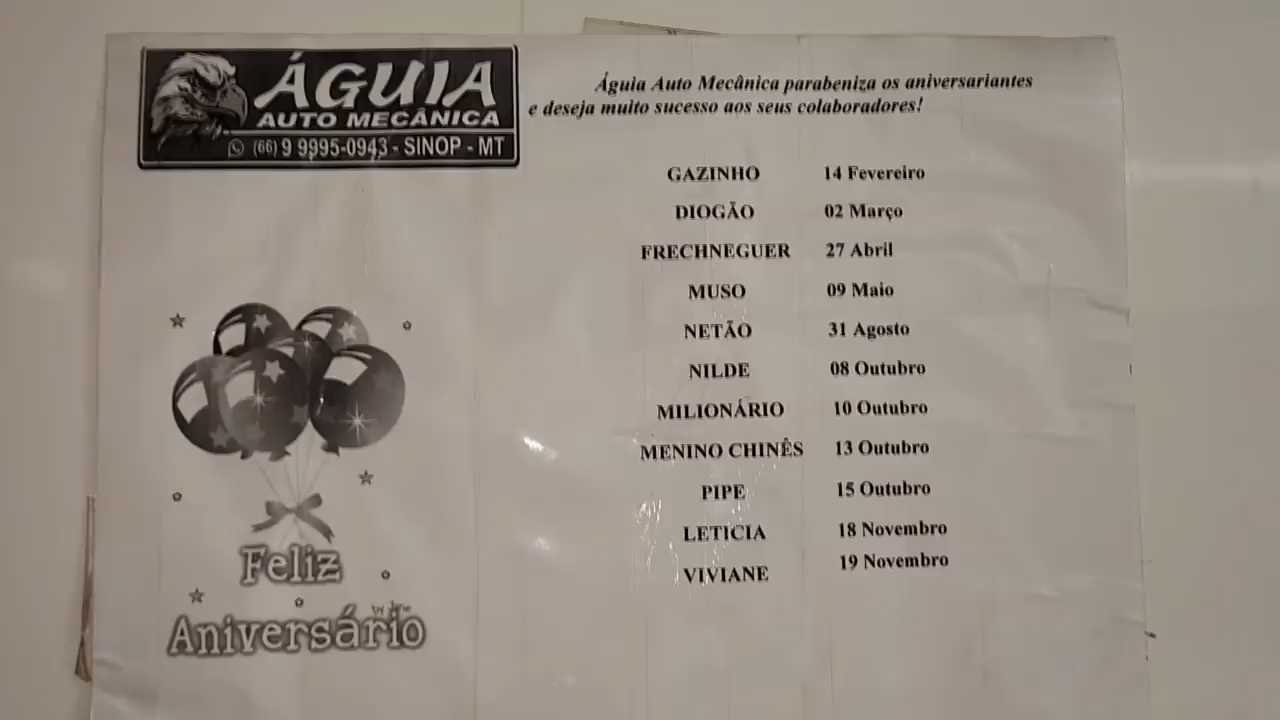 ÁGUIA
AUTO MECÂNICA
(66) 9 9995-0943 - SINOP - MT
Águia Auto Mecânica parabeniza os aniversariantes
e deseja muito sucesso aos seus colaboradores!
GAZINHO 14 Fevereiro
DIOGÃO 02 Março
FRECHNEGUER 27 Abril
MUSO 09 Maio
NETÃO 31 Agosto
NILDE 08 Outubro
MILIONÁRIO 10 Outubro
MENINO CHINÊS 13 Outubro
PIPE 15 Outubro
LETICIA 18 Novembro
VIVIANE 19 Novembro
Feliz
Aniversário